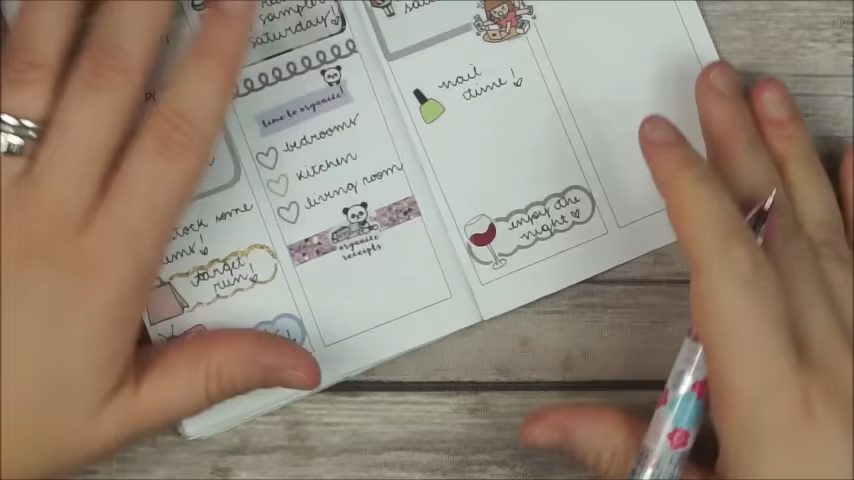 samples
saturday!
time to organize!
bedrooms
kitchen
living room
organize
receipts
stock some
target
run
nail
time!
enjoy the
night